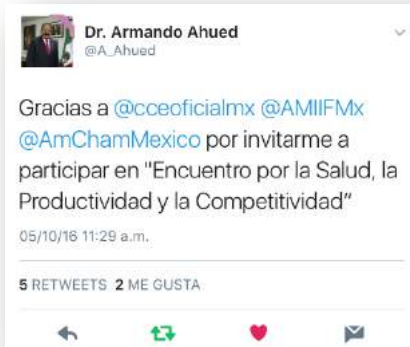 Dr. Armando Ahued
@A_Ahued
Gracias a @cceoficialmx @AMIIFMx
@AmChamMexico por invitarme a
participar en "Encuentro por la Salud, la
Productividad y la Competitividad”
05/10/16 11:29 a.m.
5 RETWEETS 2 ME GUSTA